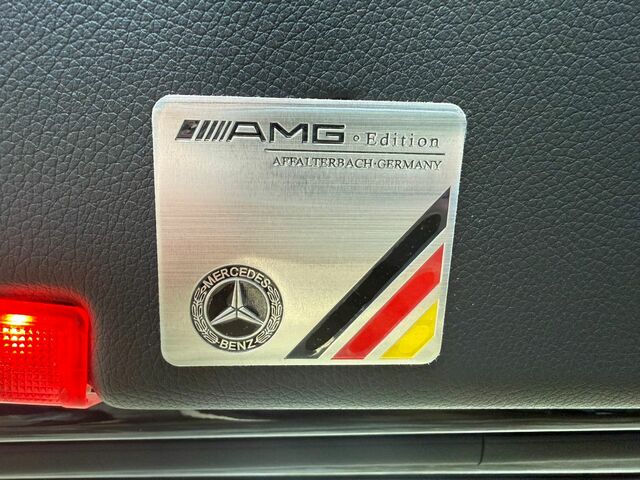 AMG Edition
AFFALTERBACH·GERMANY
MERCEDES
BENZ